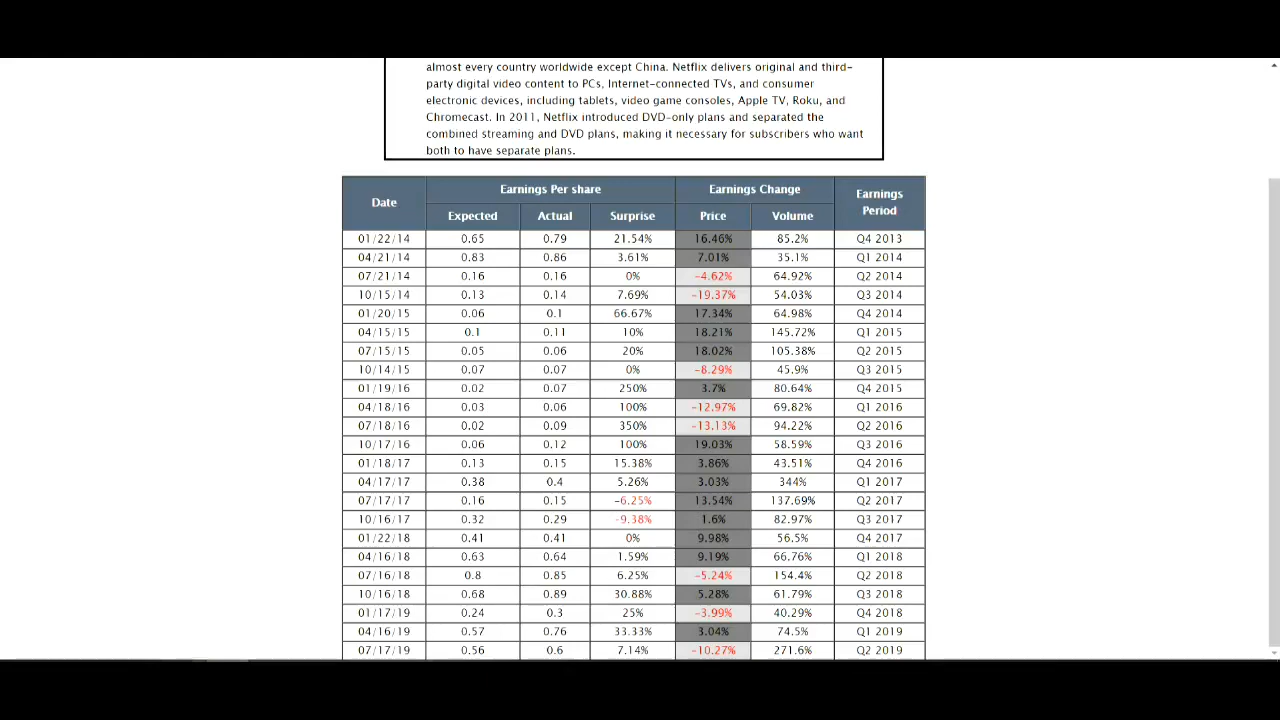 almost every country worldwide except China. Netflix delivers original and third-
party digital video content to PCs, Internet-connected TVs, and consumer
electronic devices, including tablets, video game consoles, Apple TV, Roku, and
Chromecast. In 2011, Netflix introduced DVD-only plans and separated the
combined streaming and DVD plans, making it necessary for subscribers who want
both to have separate plans.
Date Earnings Per share Earnings Change Earnings Period
Expected Actual Surprise Price Volume
01/22/14 0.65 0.79 21.54% 16.46% 85.2% Q4 2013
04/21/14 0.83 0.86 3.61% 7.01% 35.1% Q1 2014
07/21/14 0.16 0.16 0% -4.62% 64.92% Q2 2014
10/15/14 0.13 0.14 7.69% -19.37% 54.03% Q3 2014
01/20/15 0.06 0.1 66.67% 17.34% 64.98% Q4 2014
04/15/15 0.1 0.11 10% 18.21% 145.72% Q1 2015
07/15/15 0.05 0.06 20% 18.02% 105.38% Q2 2015
10/14/15 0.07 0.07 0% -8.29% 45.9% Q3 2015
01/19/16 0.02 0.07 250% 3.7% 80.64% Q4 2015
04/18/16 0.03 0.06 100% -12.97% 69.82% Q1 2016
07/18/16 0.02 0.09 350% -13.13% 94.22% Q2 2016
10/17/16 0.06 0.12 100% 19.03% 58.59% Q3 2016
01/18/17 0.13 0.15 15.38% 3.86% 43.51% Q4 2016
04/17/17 0.38 0.4 5.26% 3.03% 344% Q1 2017
07/17/17 0.16 0.15 -6.25% 13.54% 137.69% Q2 2017
10/16/17 0.32 0.29 -9.38% 1.6% 82.97% Q3 2017
01/22/18 0.41 0.41 0% 9.98% 56.5% Q4 2017
04/16/18 0.63 0.64 1.59% 9.19% 66.76% Q1 2018
07/16/18 0.8 0.85 6.25% -5.24% 154.4% Q2 2018
10/16/18 0.68 0.89 30.88% 5.28% 61.79% Q3 2018
01/17/19 0.24 0.3 25% -3.99% 40.29% Q4 2018
04/16/19 0.57 0.76 33.33% 3.04% 74.5% Q1 2019
07/17/19 0.56 0.6 7.14% -10.27% 271.6% Q2 2019